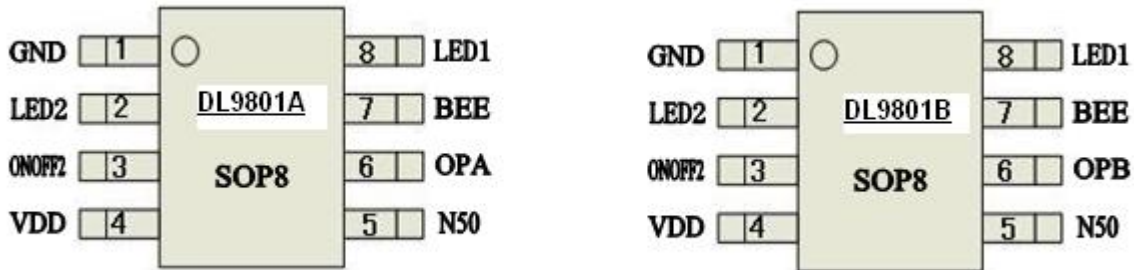 GND 1 8 LED1
LED2 2 DL9801A 7 BEE
ONOFF2 3 SOP8 6 OPA
VDD 4 5 N50
GND 1 8 LED1
LED2 2 DL9801B 7 BEE
ONOFF2 3 SOP8 6 OPB
VDD 4 5 N50